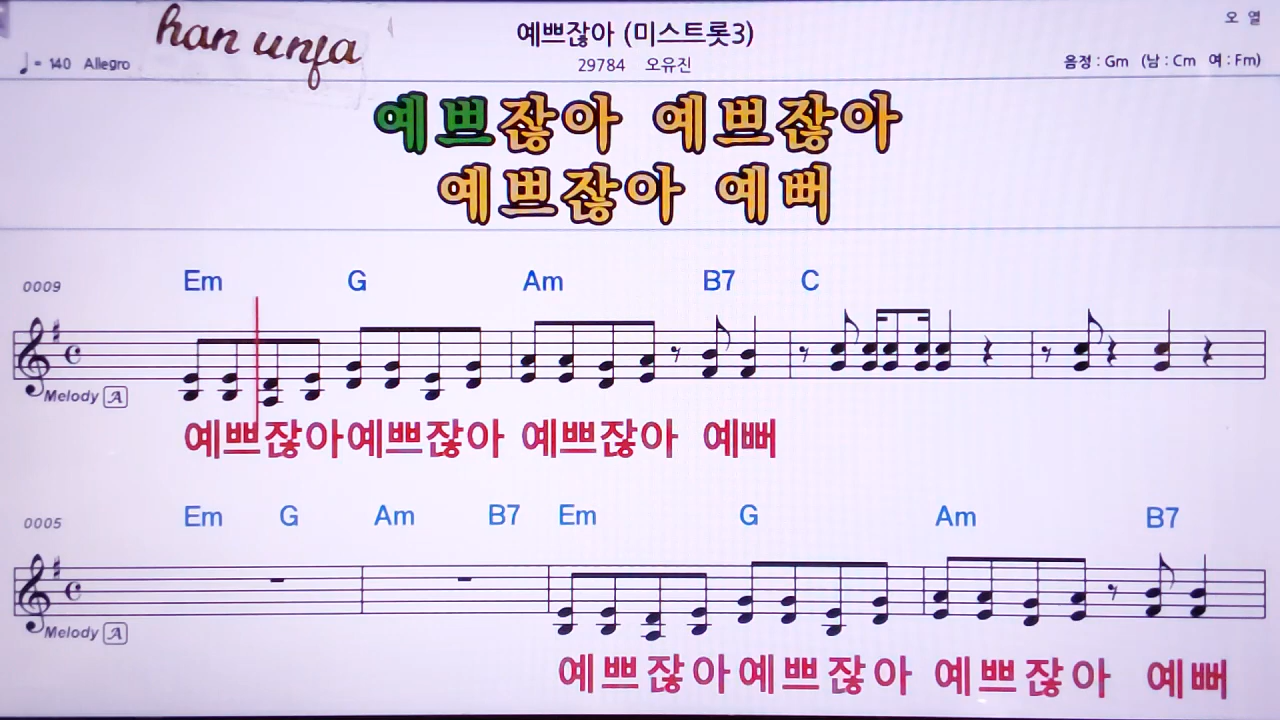 han unfa
예쁘잖아 (미스트롯3)
오 열
♩= 140 Allegro
29784 오유진
음정 : Gm (남 : Cm 여 : Fm)
예쁘잖아 예쁘잖아
예쁘잖아 예뻐
0009 Em G Am B7 C
Melody A
예쁘잖아예쁘잖아 예쁘잖아 예뻐
0005 Em G Am B7 Em G Am B7
Melody A
예쁘잖아예쁘잖아 예쁘잖아 예뻐